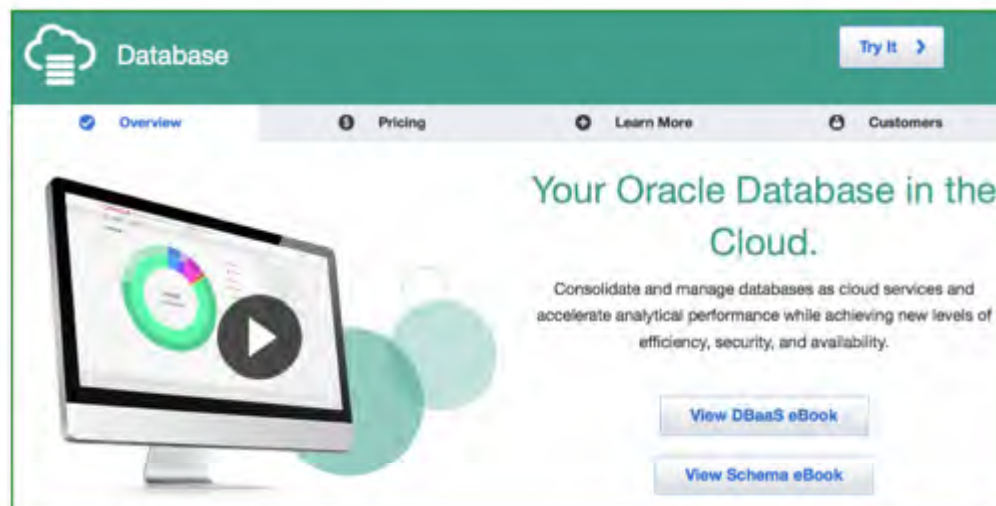 Database
Try It
Overview
Pricing
Learn More
Customers
Your Oracle Database in the
Cloud.
Consolidate and manage databases as cloud services and
accelerate analytical performance while achieving new levels of
efficiency, security, and availability.
View DBaaS eBook
View Schema eBook